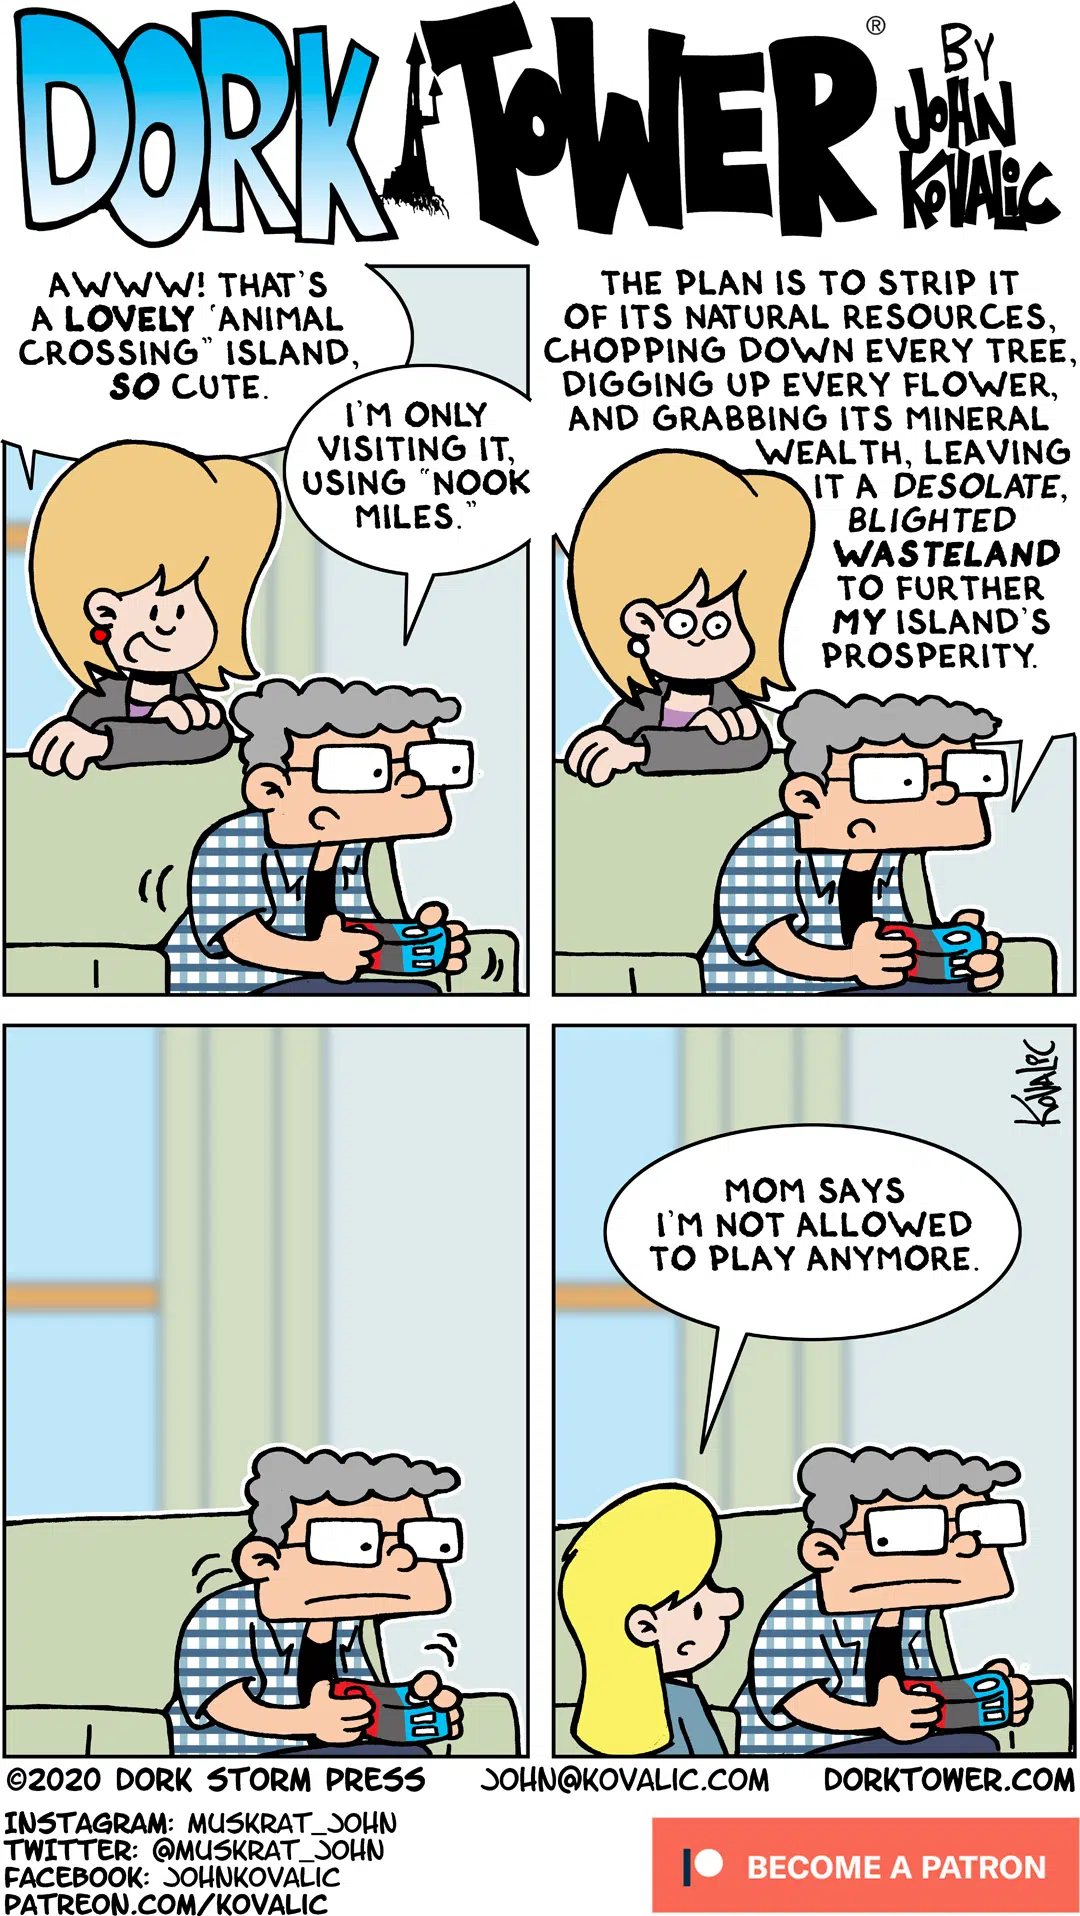 DORK TOWER ®
BY
JOHN
KOVALIC
AWWW! THAT'S
A LOVELY 'ANIMAL
CROSSING" ISLAND,
SO CUTE.
I'M ONLY
VISITING IT,
USING "NOOK
MILES."
THE PLAN IS TO STRIP IT
OF ITS NATURAL RESOURCES,
CHOPPING DOWN EVERY TREE,
DIGGING UP EVERY FLOWER,
AND GRABBING ITS MINERAL
WEALTH, LEAVING
IT A DESOLATE,
BLIGHTED
WASTELAND
TO FURTHER
MY ISLAND'S
PROSPERITY.
KOVALIC
MOM SAYS
I'M NOT ALLOWED
TO PLAY ANYMORE.
©2020 DORK STORM PRESS JOHN@KOVALIC.COM DORKTOWER.COM
INSTAGRAM: MUSKRAT_JOHN
TWITTER: @MUSKRAT_JOHN
FACEBOOK: JOHNKOVALIC
PATREON.COM/KOVALIC
BECOME A PATRON